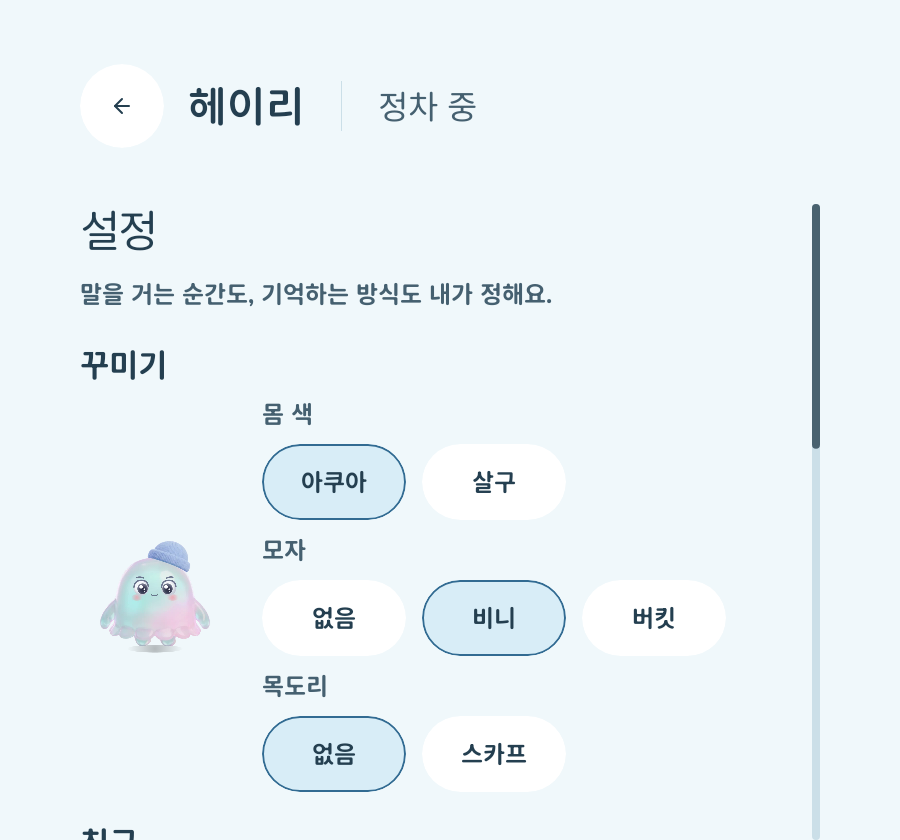 헤이리
정차 중
설정
말을 거는 순간도, 기억하는 방식도 내가 정해요.
꾸미기
몸 색
아쿠아
살구
모자
없음
비니
버킷
목도리
없음
스카프